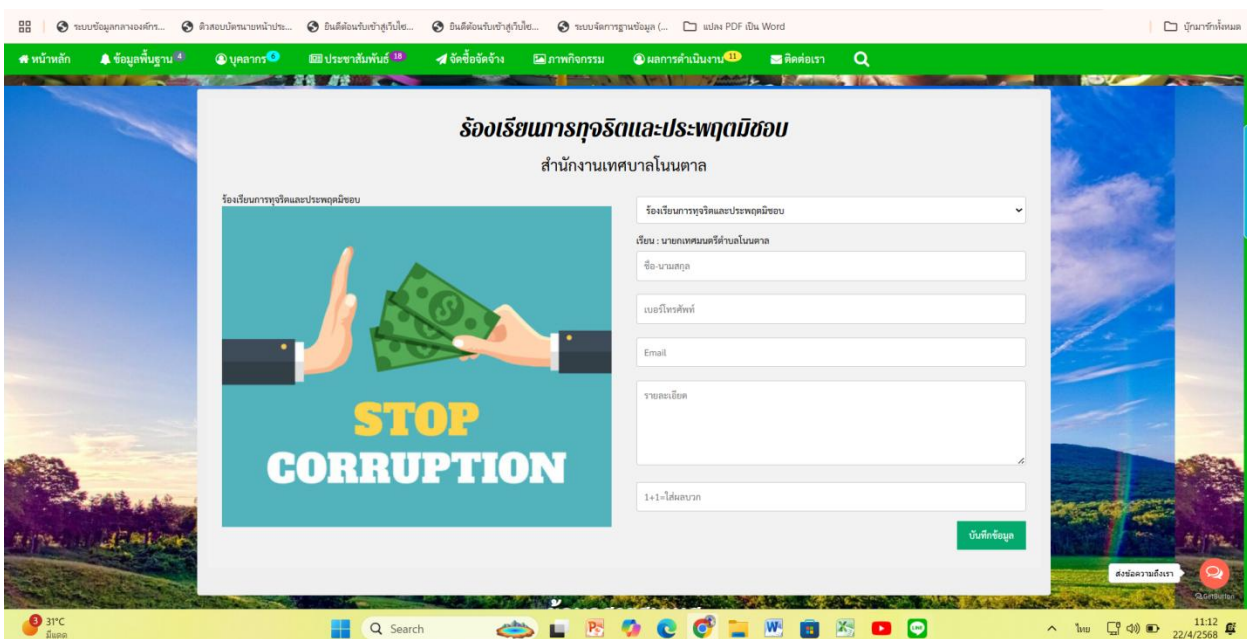 ระบบข้อมูลกลางองค์กร...
ติวสอบบัตรนายหน้าประ...
ยินดีต้อนรับเข้าสู่เว็บไซ...
ยินดีต้อนรับเข้าสู่เว็บไซ...
ระบบจัดการฐานข้อมูล (...
แปลง PDF เป็น Word
บุ๊กมาร์กทั้งหมด
หน้าหลัก
ข้อมูลพื้นฐาน 4
บุคลากร 6
ประชาสัมพันธ์ 18
จัดซื้อจัดจ้าง
ภาพกิจกรรม
ผลการดำเนินงาน 11
ติดต่อเรา
ร้องเรียนการทุจริตและประพฤตมิชอบ
สำนักงานเทศบาลโนนตาล
ร้องเรียนการทุจริตและประพฤตมิชอบ
STOP
CORRUPTION
ร้องเรียนการทุจริตและประพฤตมิชอบ
เรียน : นายกเทศมนตรีตำบลโนนตาล
ชื่อ-นามสกุล
เบอร์โทรศัพท์
Email
รายละเอียด
1+1=ใส่ผลบวก
บันทึกข้อมูล
ส่งข้อความถึงเรา
GetButton
3
31°C
มีแดด
Search
ไทย
11:12
22/4/2568